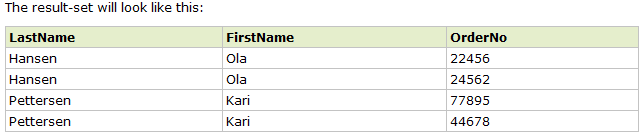 The result-set will look like this:
LastName FirstName OrderNo
Hansen Ola 22456
Hansen Ola 24562
Pettersen Kari 77895
Pettersen Kari 44678